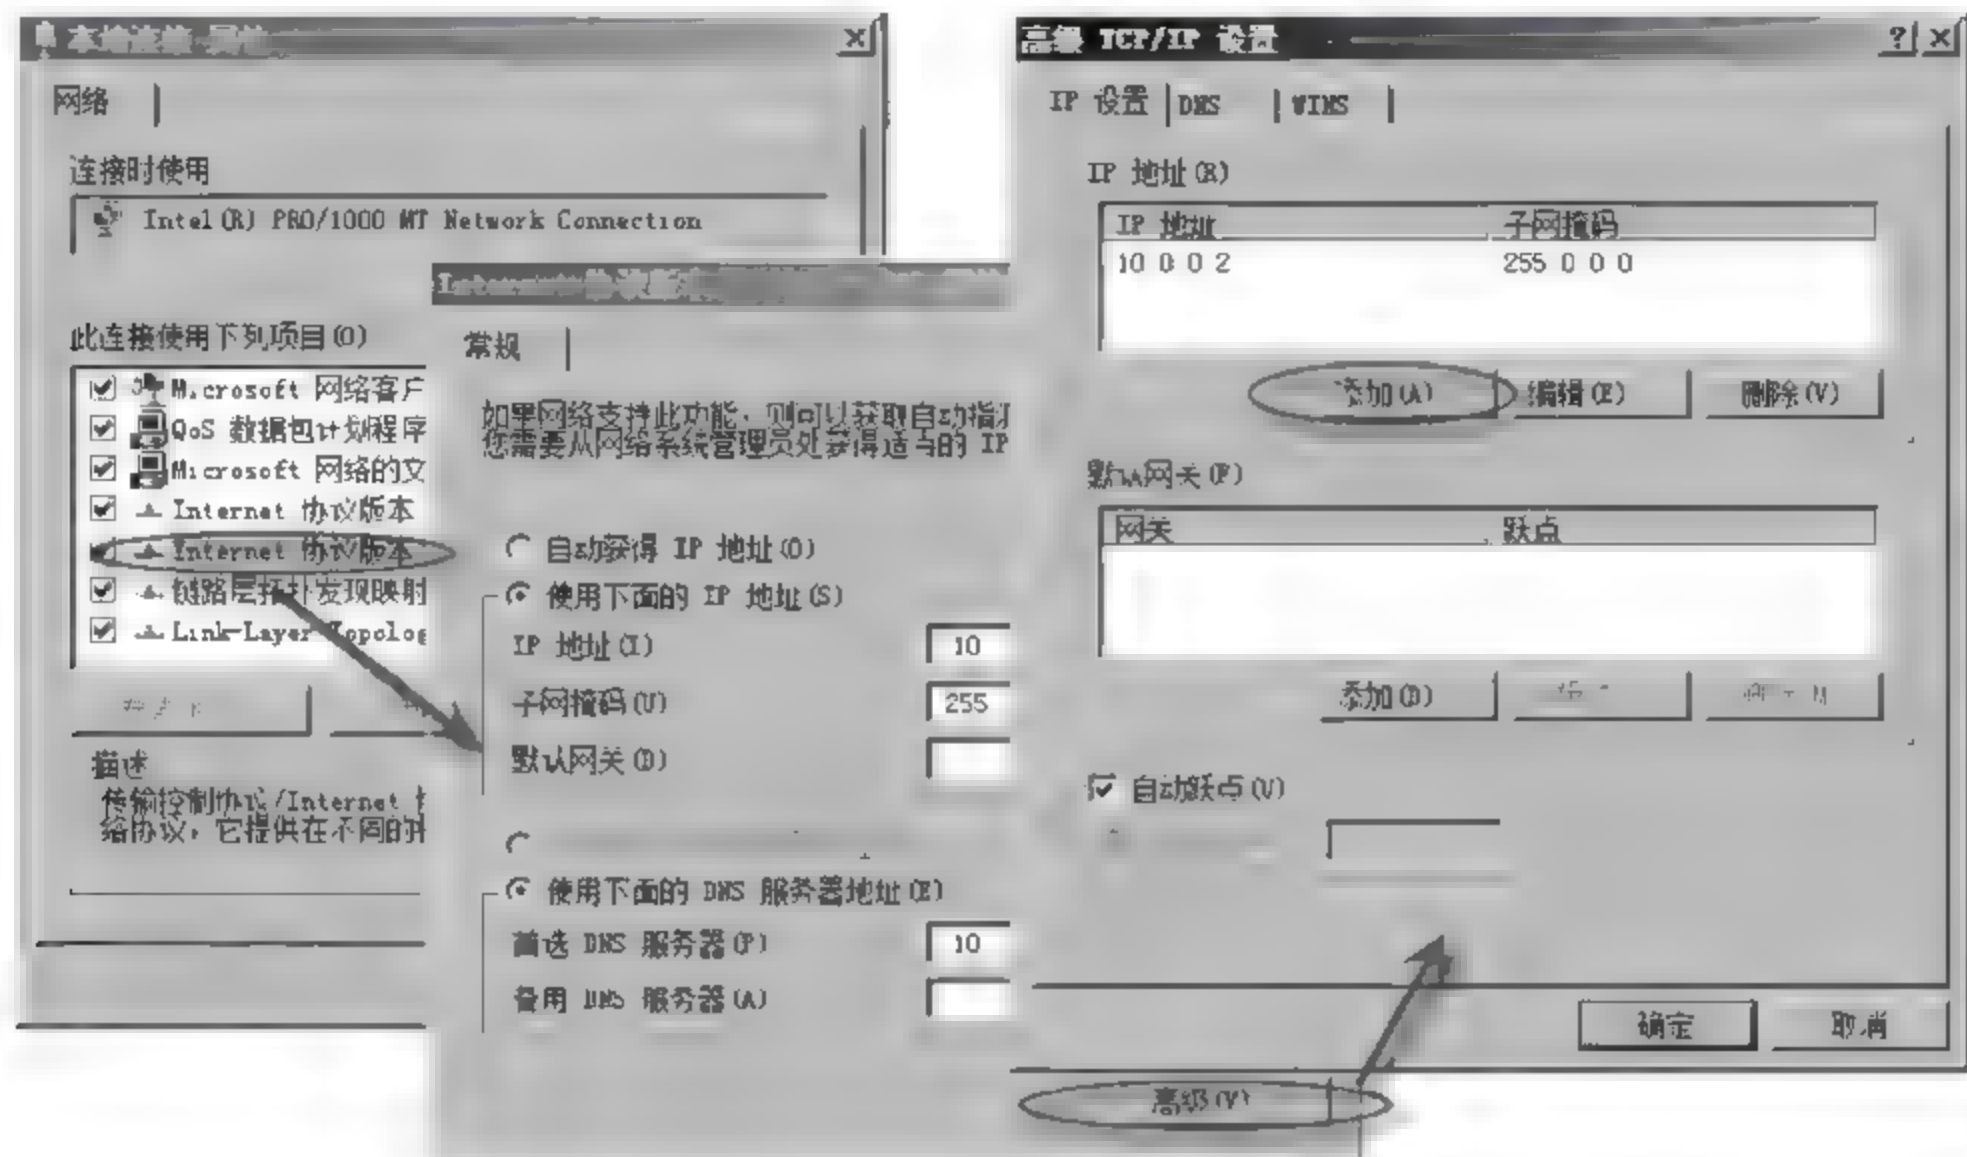 本地连接 属性
网络
连接时使用
Intel(R) PRO/1000 MT Network Connection
此连接使用下列项目(O)
Microsoft 网络客户
QoS 数据包计划程序
Microsoft 网络的文
Internet 协议版本
Internet 协议版本
链路层拓扑发现映射
Link-Layer Topolog
描述
传输控制协议/Internet
络协议，它提供在不同的
Internet
常规
如果网络支持此功能，则可以获取自动指
您需要从网络系统管理员处获得适当的 IP
自动获得 IP 地址(O)
使用下面的 IP 地址(S)
IP 地址(I)
10
子网掩码(U)
255
默认网关(D)
使用下面的 DNS 服务器地址(E)
首选 DNS 服务器(P)
10
备用 DNS 服务器(A)
高级(V)
高级 TCP/IP 设置
IP 设置
DNS
WINS
IP 地址(R)
IP 地址 子网掩码
10 0 0 2 255 0 0 0
添加(A)
编辑(E)
删除(V)
默认网关(F)
网关 跃点
添加(D)
自动跃点(U)
确定
取消